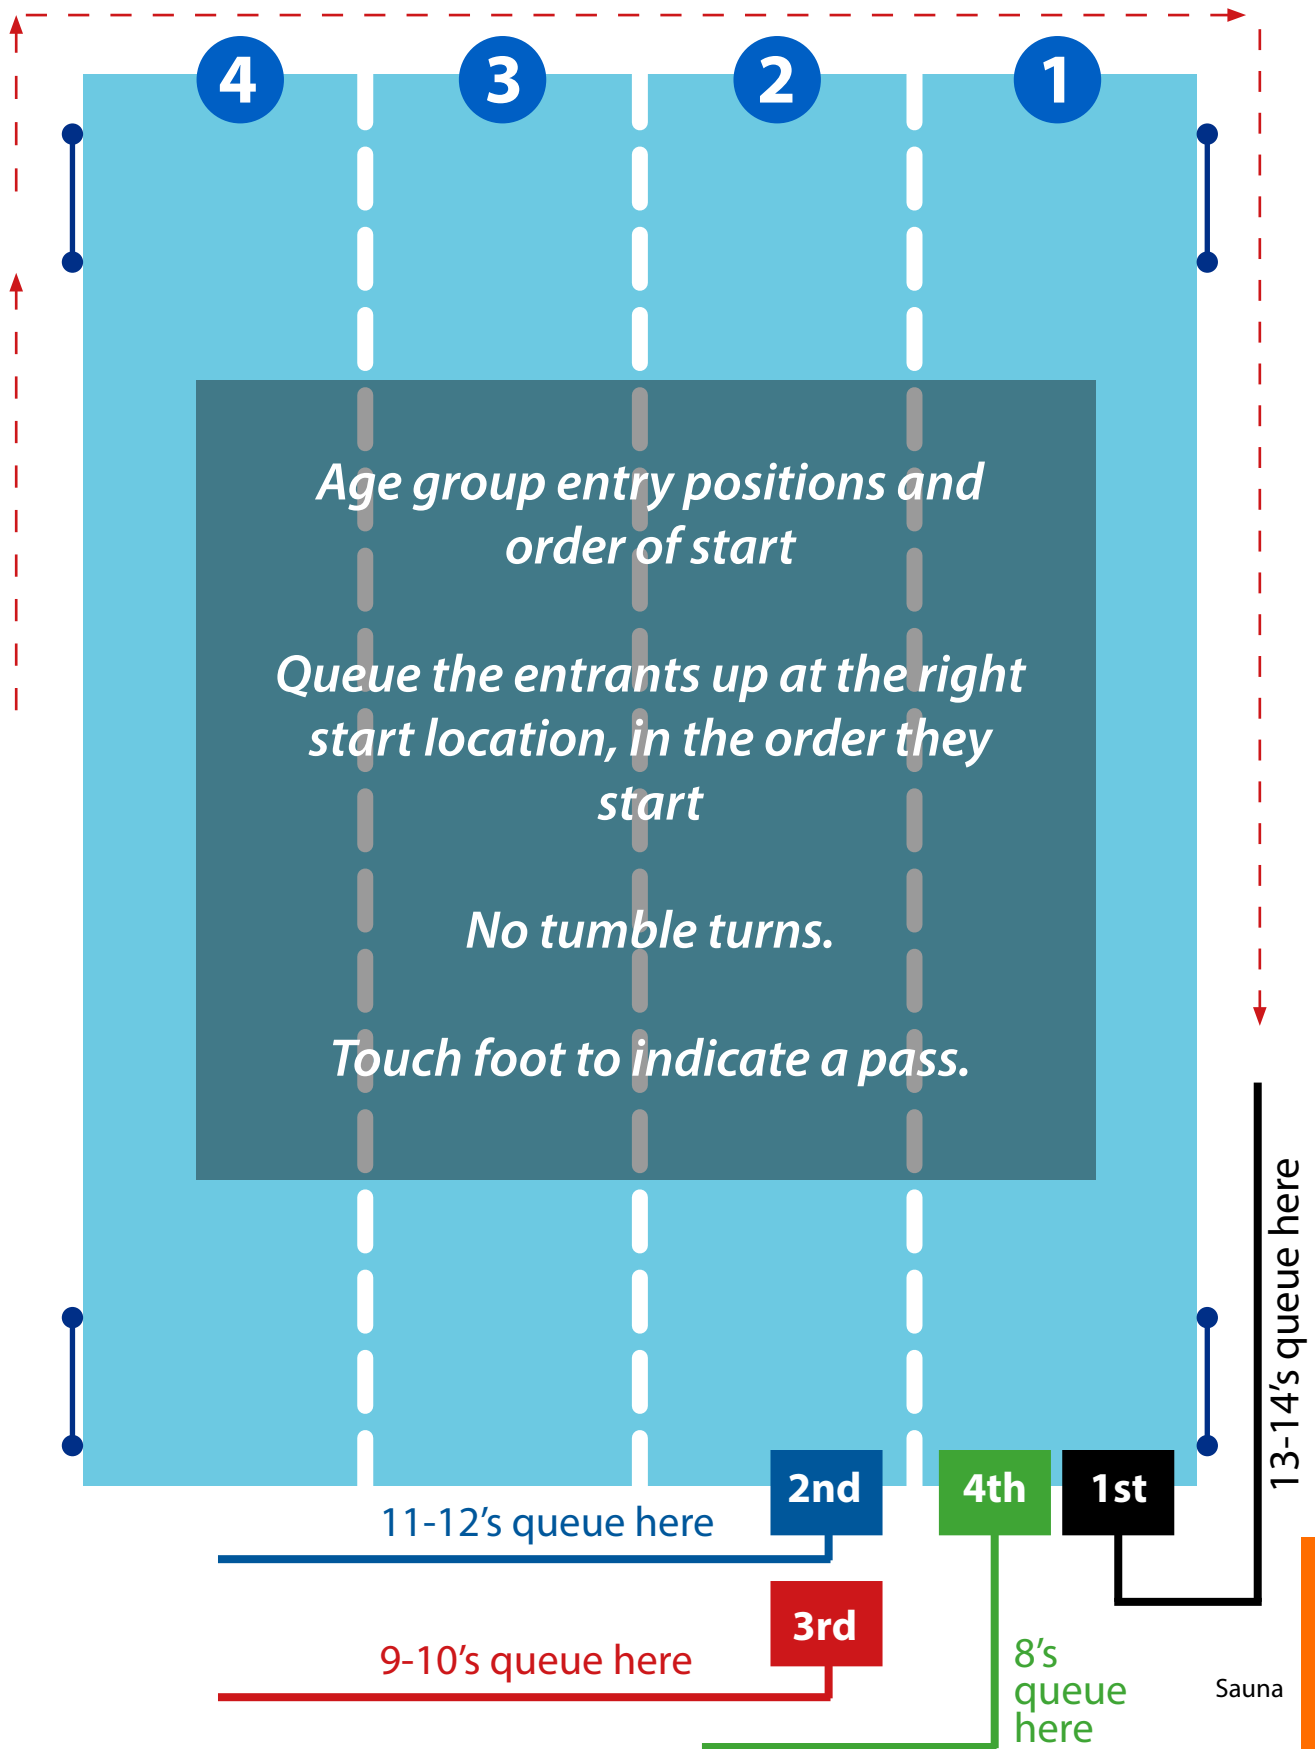 4
3
2
1
Age group entry positions and
order of start
Queue the entrants up at the right
start location, in the order they
start
No tumble turns.
Touch foot to indicate a pass.
13-14’s queue here
2nd
4th
1st
11-12’s queue here
3rd
9-10’s queue here
8’s
queue
here
Sauna